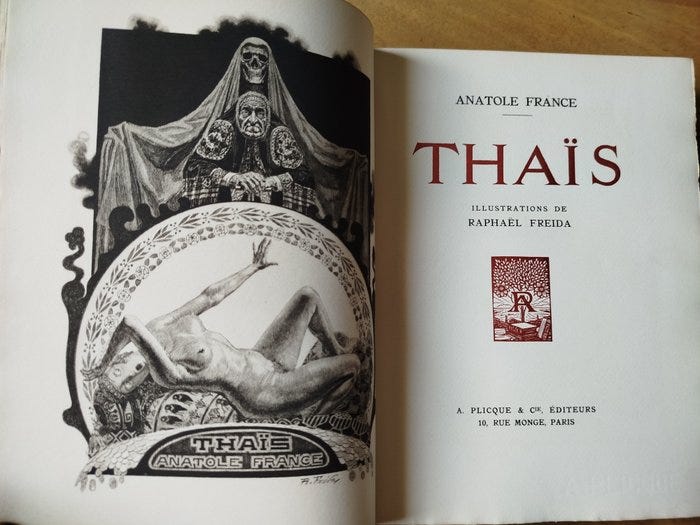 THAÏS
ANATOLE FRANCE
ANATOLE FRANCE
THAÏS
ILLUSTRATIONS DE
RAPHAËL FREIDA
A. PLICQUE & Cie, ÉDITEURS
10, RUE MONGE, PARIS